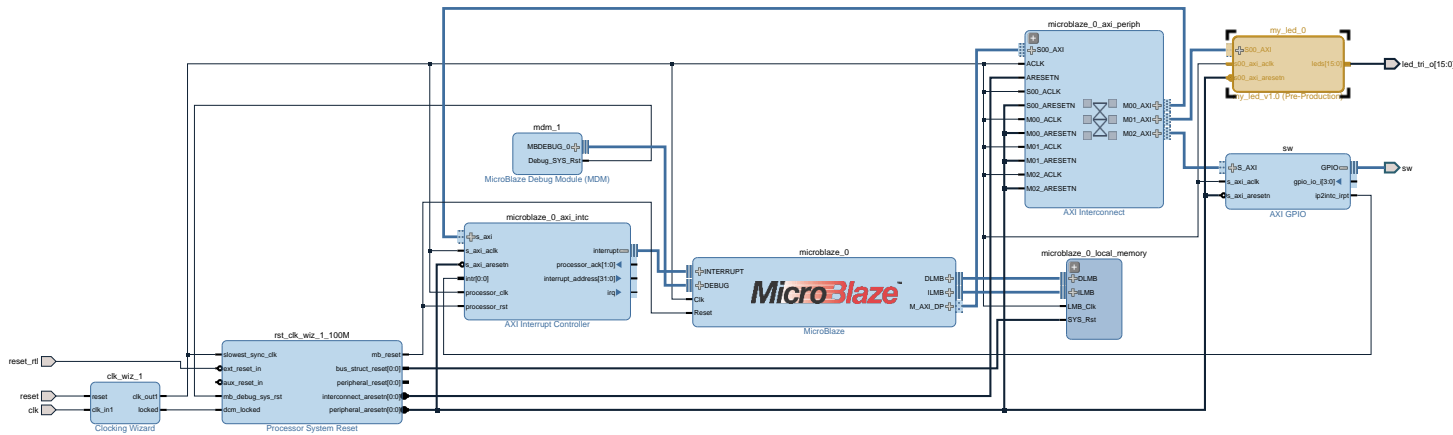 microblaze_0_axi_periph
S00_AXI
ACLK
ARESETN
S00_ACLK
S00_ARESETN
M00_ACLK
M00_ARESETN
M01_ACLK
M01_ARESETN
M02_ACLK
M02_ARESETN
M00_AXI
M01_AXI
M02_AXI
AXI Interconnect
my_led_0
S00_AXI
s00_axi_aclk
s00_axi_aresetn
leds[15:0]
my_led_v1.0 (Pre-Production)
led_tri_o[15:0]
mdm_1
MBDEBUG_0
Debug_SYS_Rst
MicroBlaze Debug Module (MDM)
sw
S_AXI
s_axi_aclk
s_axi_aresetn
GPIO
gpio_io_i[3:0]
ip2intc_irpt
AXI GPIO
sw
microblaze_0_axi_intc
s_axi
s_axi_aclk
s_axi_aresetn
intr[0:0]
processor_clk
processor_rst
interrupt
processor_ack[1:0]
interrupt_address[31:0]
irq
AXI Interrupt Controller
microblaze_0
INTERRUPT
DEBUG
Clk
Reset
MicroBlaze™
DLMB
ILMB
M_AXI_DP
MicroBlaze
microblaze_0_local_memory
DLMB
ILMB
LMB_Clk
SYS_Rst
rst_clk_wiz_1_100M
slowest_sync_clk
ext_reset_in
aux_reset_in
mb_debug_sys_rst
dcm_locked
mb_reset
bus_struct_reset[0:0]
peripheral_reset[0:0]
interconnect_aresetn[0:0]
peripheral_aresetn[0:0]
Processor System Reset
reset_rtl
reset
clk
clk_wiz_1
reset
clk_in1
clk_out1
locked
Clocking Wizard